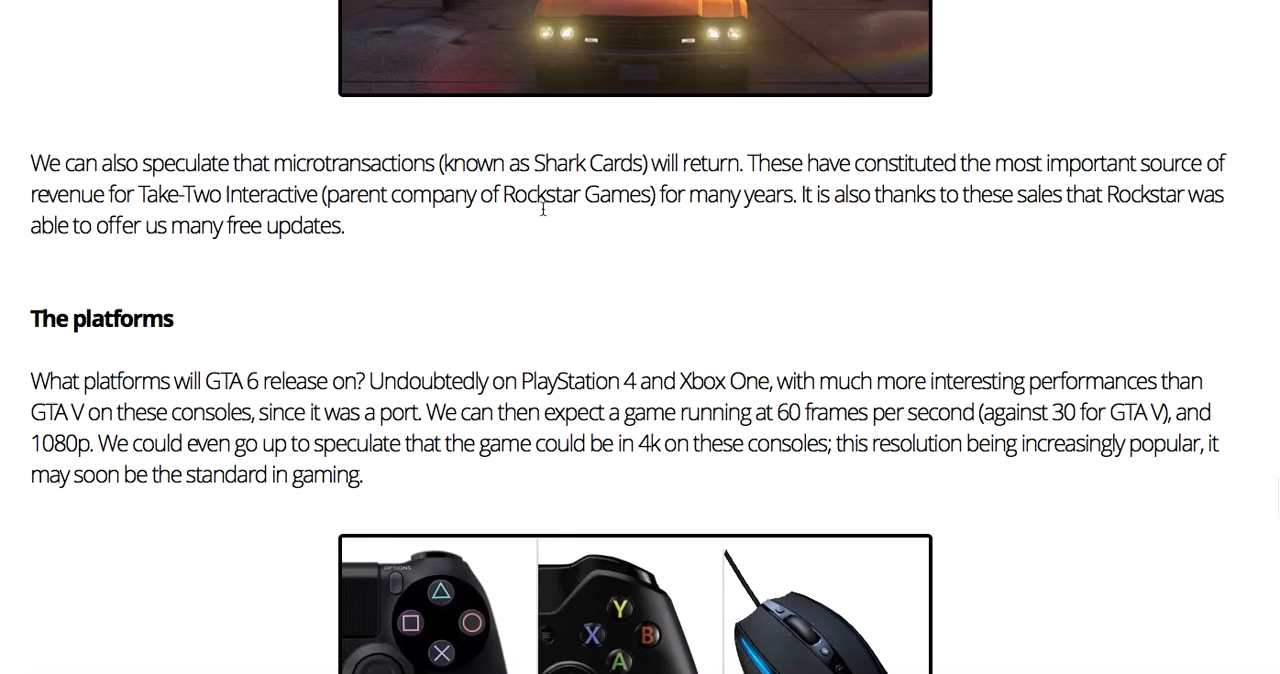 We can also speculate that microtransactions (known as Shark Cards) will return. These have constituted the most important source of
revenue for Take-Two Interactive (parent company of Rockstar Games) for many years. It is also thanks to these sales that Rockstar was
able to offer us many free updates.
The platforms
What platforms will GTA 6 release on? Undoubtedly on PlayStation 4 and Xbox One, with much more interesting performances than
GTA V on these consoles, since it was a port. We can then expect a game running at 60 frames per second (against 30 for GTA V), and
1080p. We could even go up to speculate that the game could be in 4k on these consoles; this resolution being increasingly popular, it
may soon be the standard in gaming.
OPTIONS
Y
X B
A